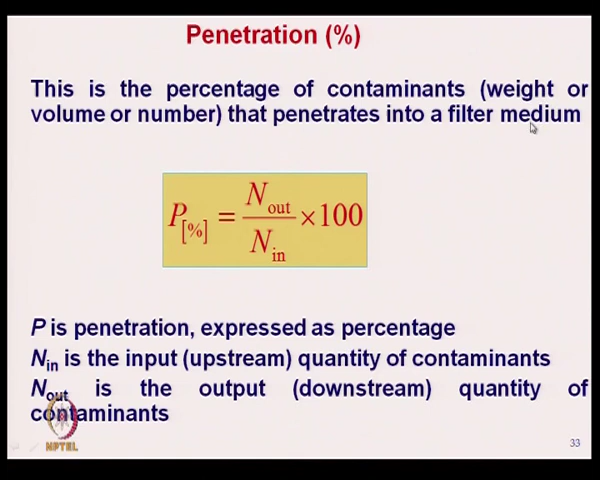 Penetration (%)
This is the percentage of contaminants (weight or
volume or number) that penetrates into a filter medium
P[%] = Nout / Nin ×100
P is penetration, expressed as percentage
Nin is the input (upstream) quantity of contaminants
Nout is the output (downstream) quantity of
contaminants
NPTEL
33